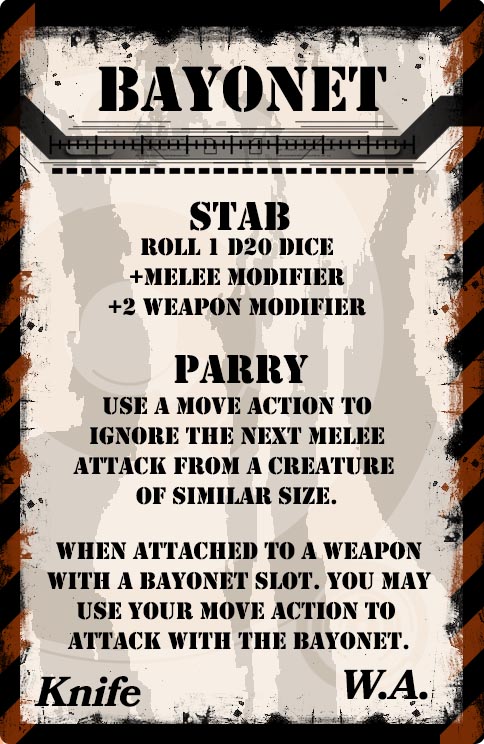 BAYONET
STAB
ROLL 1 D20 DICE
+MELEE MODIFIER
+2 WEAPON MODIFIER
PARRY
USE A MOVE ACTION TO
IGNORE THE NEXT MELEE
ATTACK FROM A CREATURE
OF SIMILAR SIZE.
WHEN ATTACHED TO A WEAPON
WITH A BAYONET SLOT. YOU MAY
USE YOUR MOVE ACTION TO
ATTACK WITH THE BAYONET.
Knife W.A.